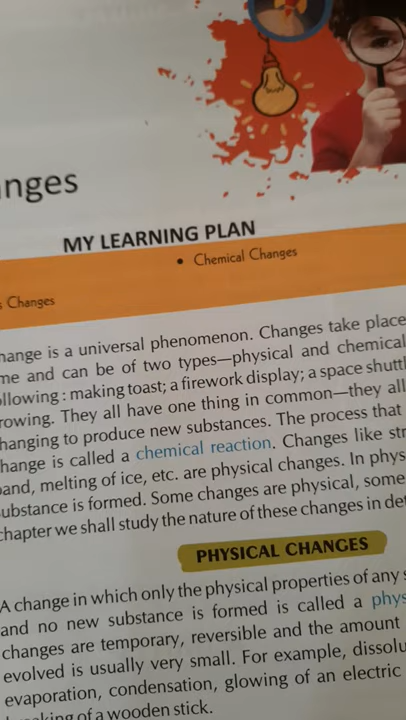 nges
MY LEARNING PLAN
• Chemical Changes
Changes
hange is a universal phenomenon. Changes take place
me and can be of two types—physical and chemical
llowing : making toast; a firework display; a space shuttl
rowing. They all have one thing in common—they all
hanging to produce new substances. The process that
hange is called a chemical reaction. Changes like str
and, melting of ice, etc. are physical changes. In phys
ubstance is formed. Some changes are physical, some
chapter we shall study the nature of these changes in det
PHYSICAL CHANGES
A change in which only the physical properties of any s
and no new substance is formed is called a phys
changes are temporary, reversible and the amount
evolved is usually very small. For example, dissolu
evaporation, condensation, glowing of an electric
king of a wooden stick.